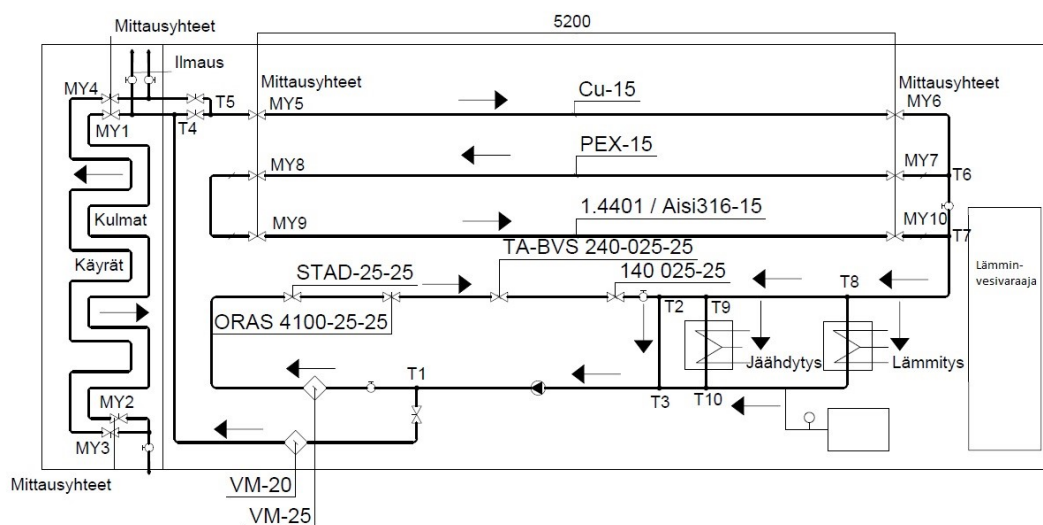 Mittausyhteet
5200
Ilmaus
Mittausyhteet
Mittausyhteet
MY4
T5
MY5
Cu-15
MY6
MY1
T4
MY8
PEX-15
MY7
T6
Kulmat
1.4401 / Aisi316-15
MY9
MY10
T7
Käyrät
TA-BVS 240-025-25
STAD-25-25
140 025-25
T8
Lämmin-
vesivaraaja
T2
T9
ORAS 4100-25-25
Jäähdytys
Lämmitys
T1
T3
T10
MY2
MY3
Mittausyhteet
VM-20
VM-25